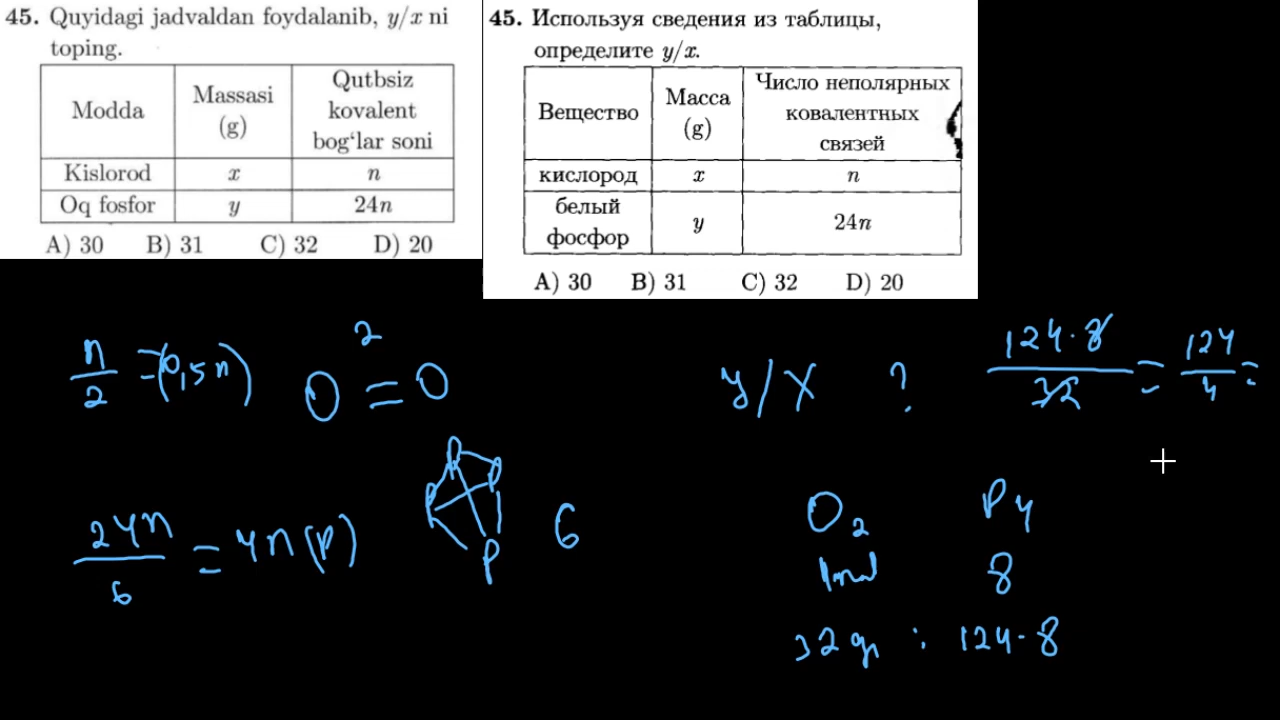 45. Quyidagi jadvaldan foydalanib, y/x ni
toping.
Modda Massasi (g) Qutbsiz kovalent bog‘lar soni
Kislorod x n
Oq fosfor y 24n
A) 30 B) 31 C) 32 D) 20
45. Используя сведения из таблицы,
определите y/x.
Вещество Масса (g) Число неполярных ковалентных связей
кислород x n
белый фосфор y 24n
A) 30 B) 31 C) 32 D) 20
n/2 = (0,5n)
2
O = O
24n/6 = 4n(P)
P P P P
6
y/x ?
124·8/32 = 124/4 =
O2 P4
1mol 8
32gr : 124·8